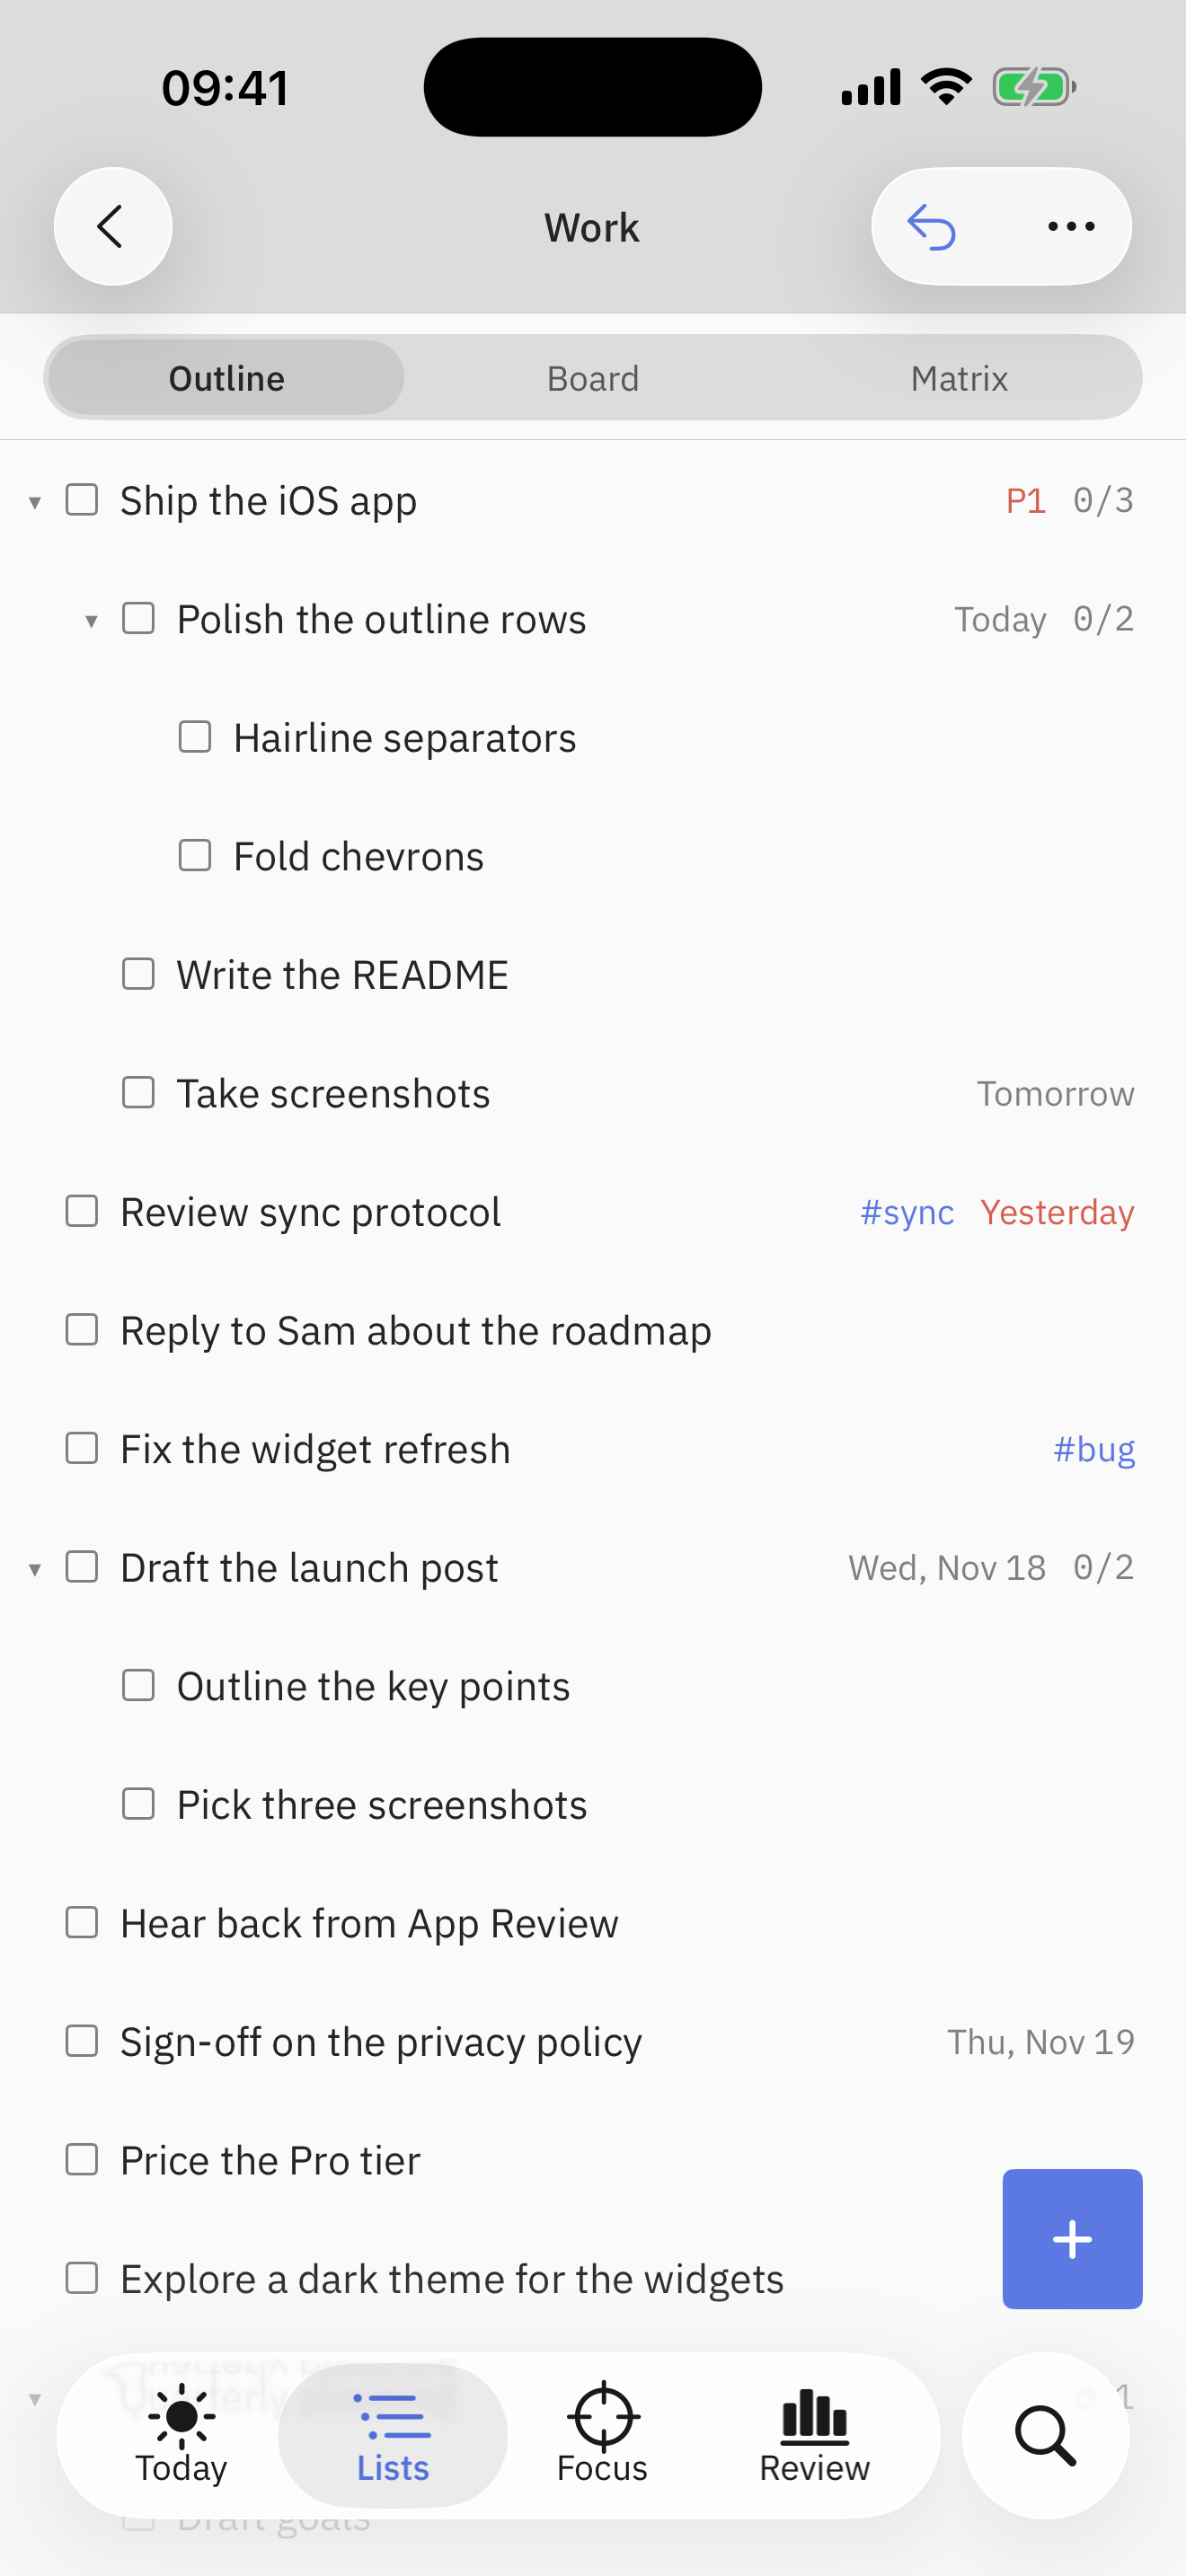 09:41
Work
Outline Board Matrix
Ship the iOS app P1 0/3
Polish the outline rows Today 0/2
Hairline separators
Fold chevrons
Write the README
Take screenshots Tomorrow
Review sync protocol #sync Yesterday
Reply to Sam about the roadmap
Fix the widget refresh #bug
Draft the launch post Wed, Nov 18 0/2
Outline the key points
Pick three screenshots
Hear back from App Review
Sign-off on the privacy policy Thu, Nov 19
Price the Pro tier
Explore a dark theme for the widgets
Today Lists Focus Review
Draft goals